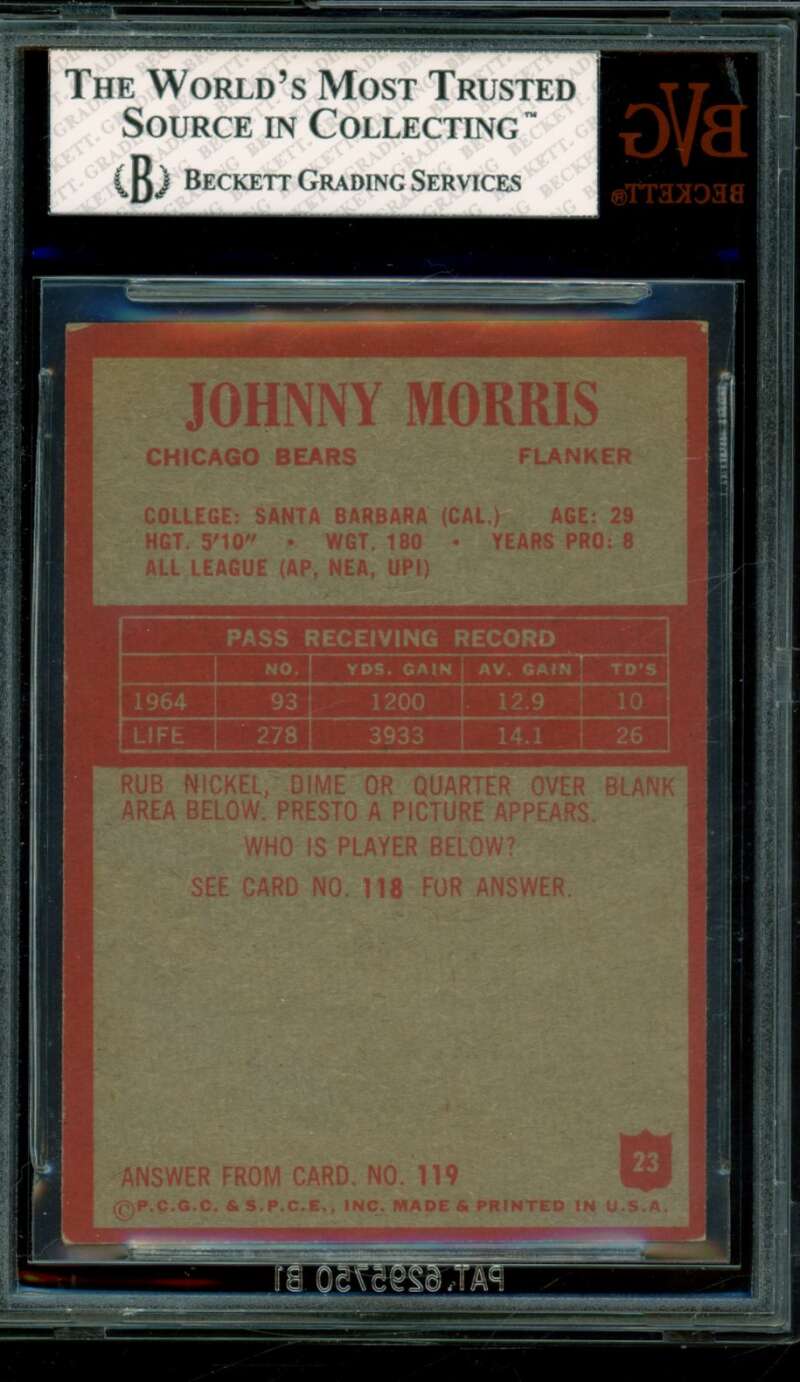 THE WORLD'S MOST TRUSTED
SOURCE IN COLLECTING™
(B) BECKETT GRADING SERVICES
BVG
BECKETT®
JOHNNY MORRIS
CHICAGO BEARS FLANKER
COLLEGE: SANTA BARBARA (CAL.) AGE: 29
HGT. 5'10" • WGT. 180 • YEARS PRO: 8
ALL LEAGUE (AP, NEA, UPI)
PASS RECEIVING RECORD
NO. YDS. GAIN AV. GAIN TD'S
1964 93 1200 12.9 10
LIFE 278 3933 14.1 26
RUB NICKEL, DIME OR QUARTER OVER BLANK
AREA BELOW. PRESTO A PICTURE APPEARS.
WHO IS PLAYER BELOW?
SEE CARD NO. 118 FOR ANSWER.
23
ANSWER FROM CARD. NO. 119
©P.C.G.C. & S.P.C.E., INC. MADE & PRINTED IN U.S.A.
PAT.6295750 B1